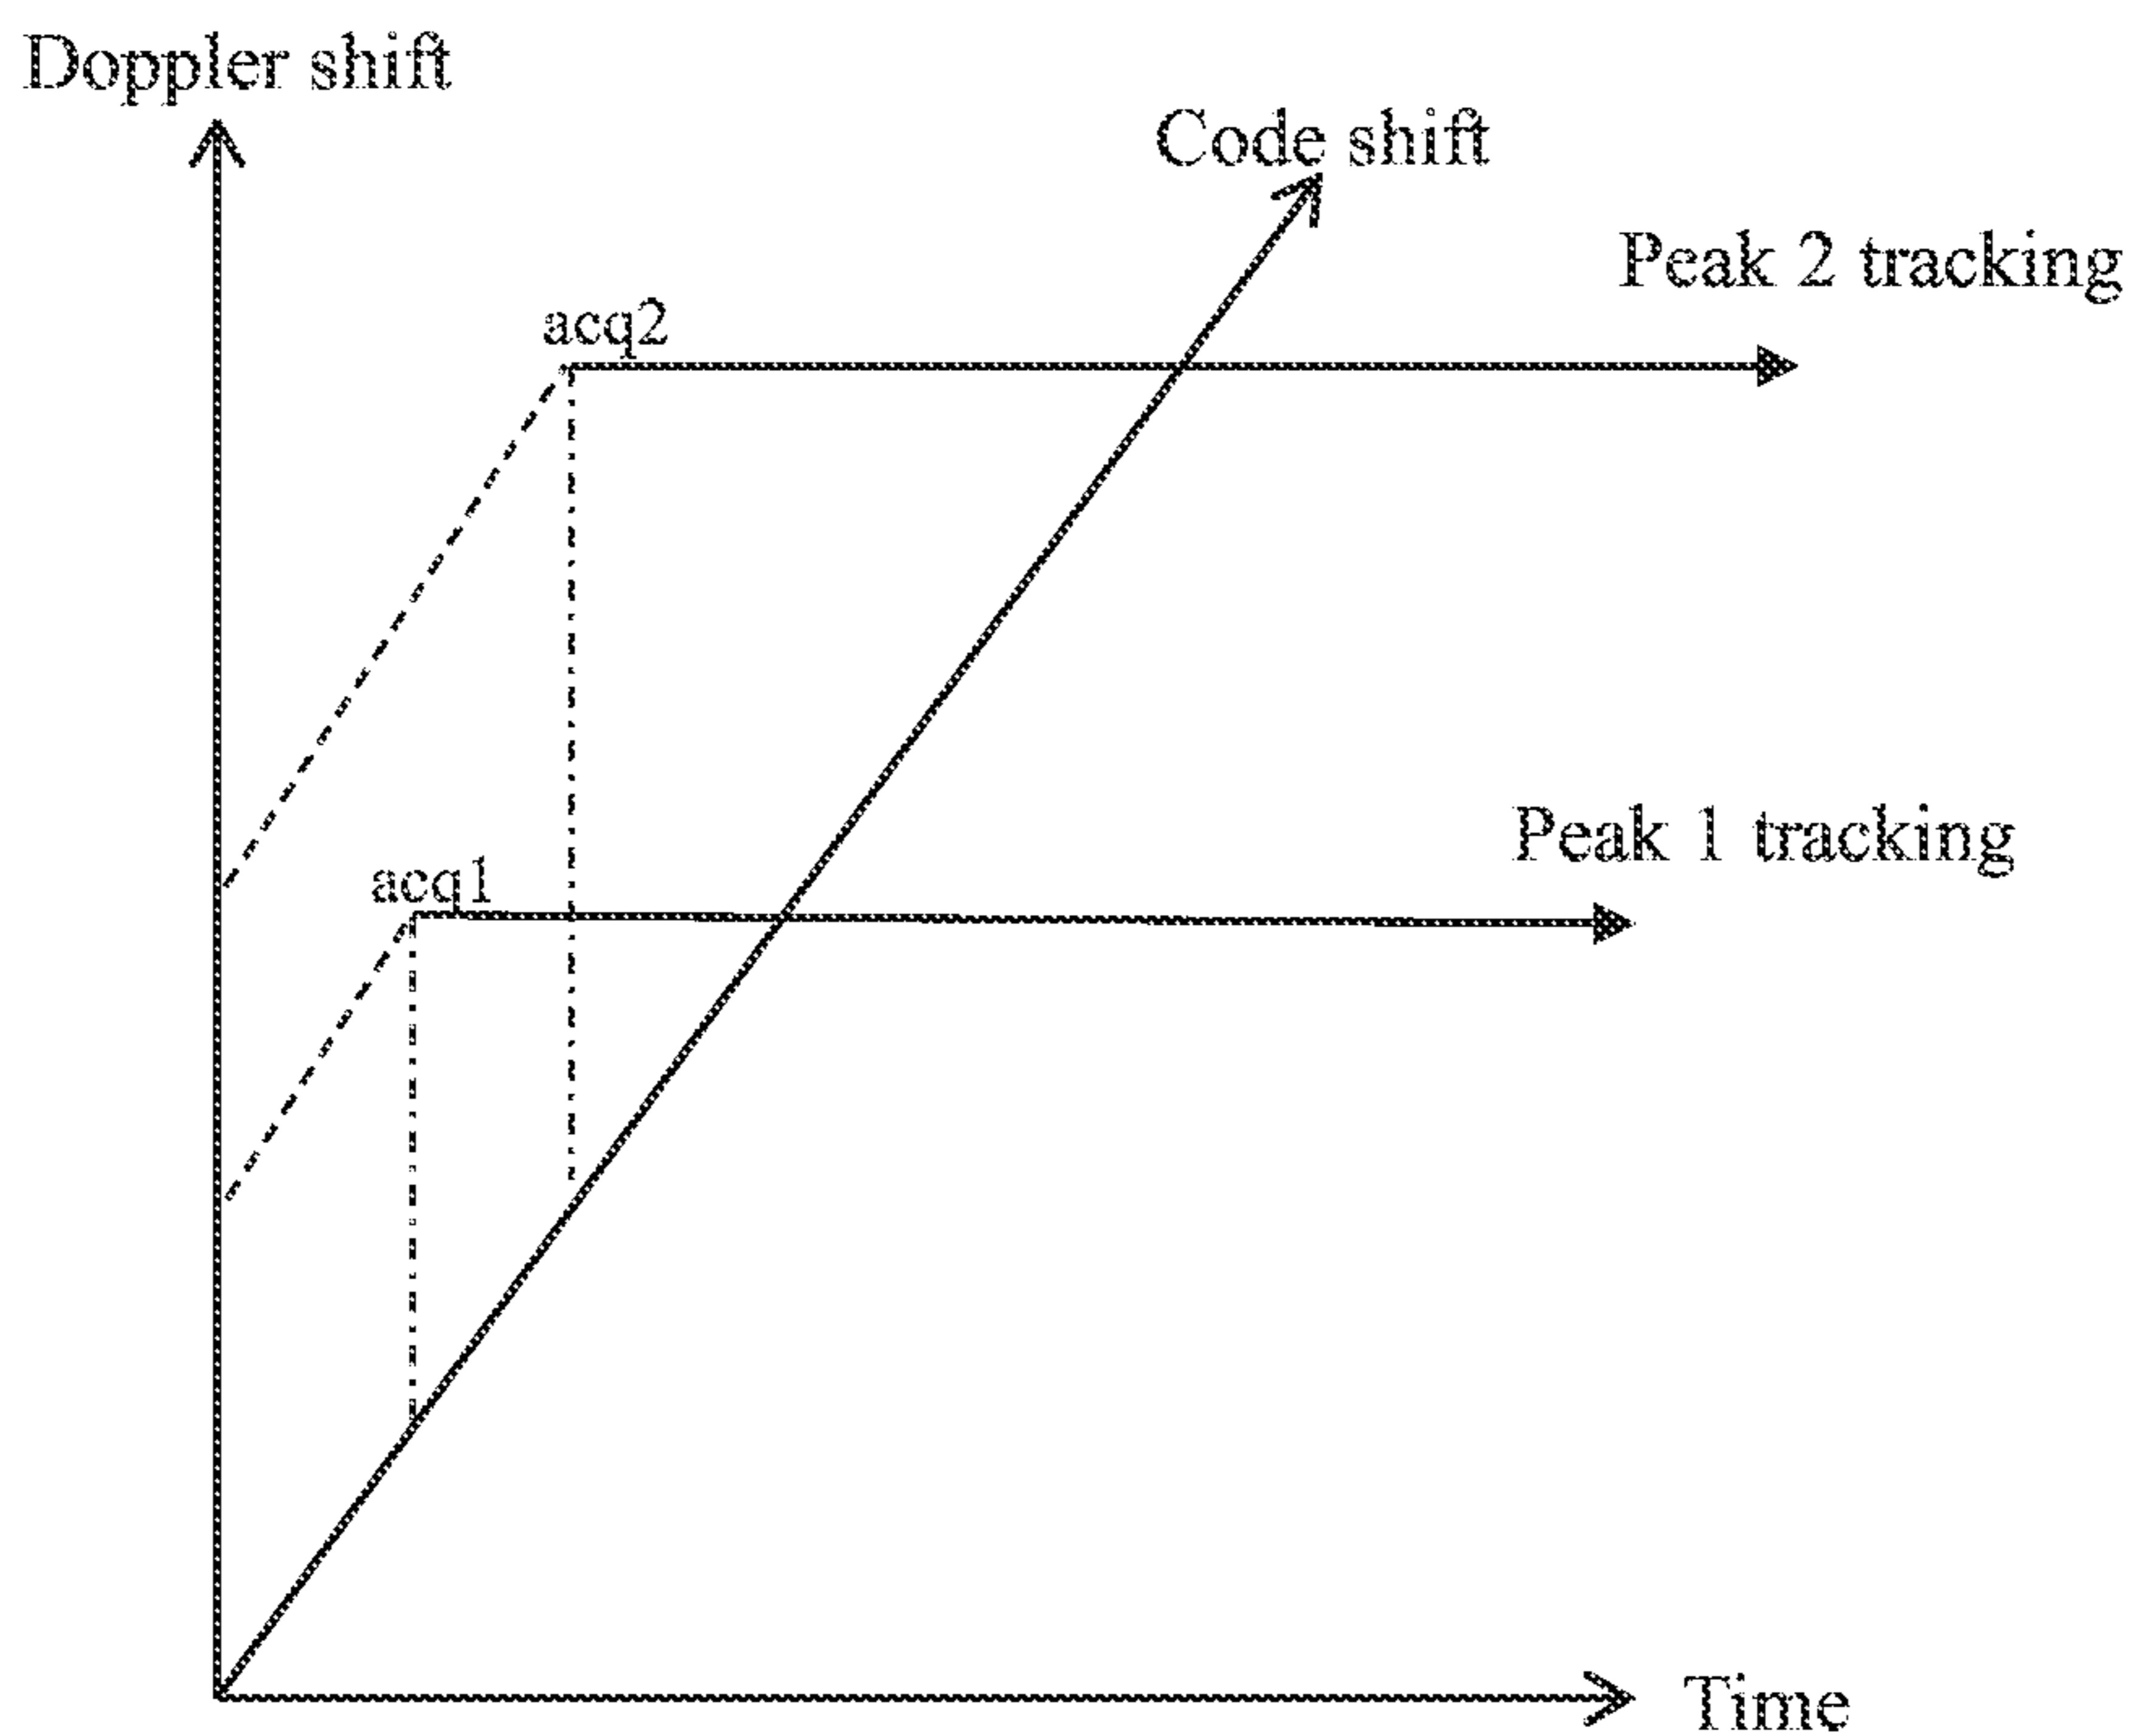 Doppler shift
Code shift
Peak 2 tracking
acq2
Peak 1 tracking
acq1
Time